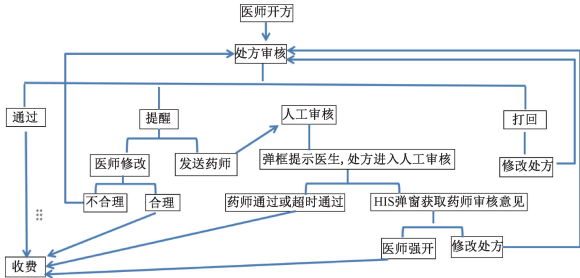 医师开方
处方审核
通过
提醒
人工审核
打回
医师修改
发送药师
弹框提示医生,处方进入人工审核
修改处方
不合理
合理
药师通过或超时通过
HIS弹窗获取药师审核意见
医师强开
修改处方
收费